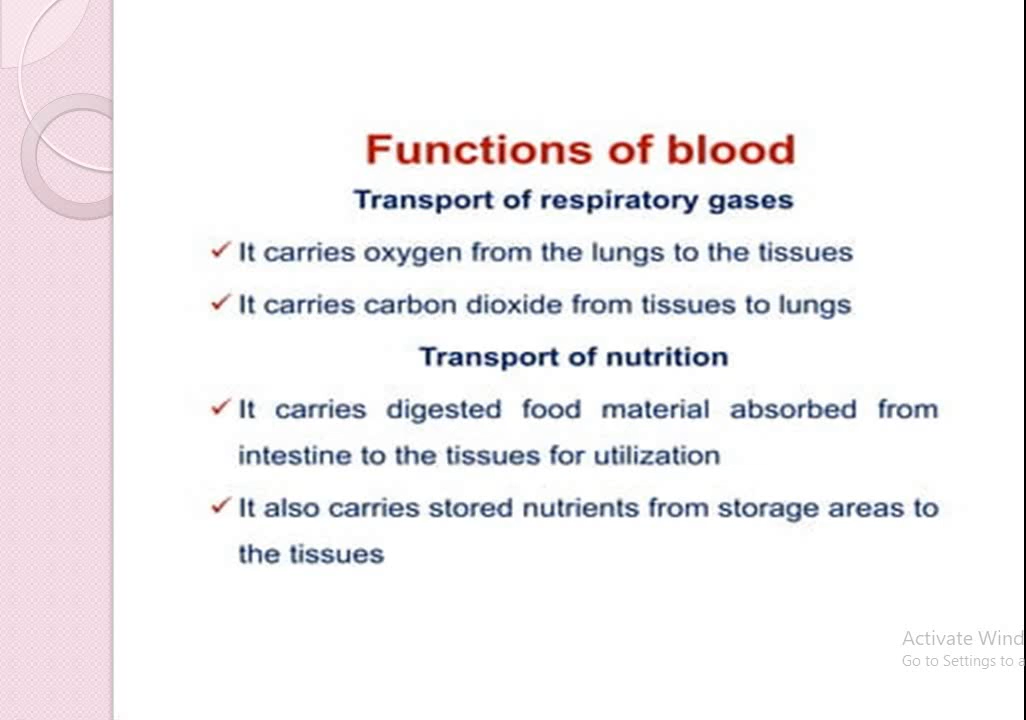 Functions of blood
Transport of respiratory gases
✓ It carries oxygen from the lungs to the tissues
✓ It carries carbon dioxide from tissues to lungs
Transport of nutrition
✓ It carries digested food material absorbed from
intestine to the tissues for utilization
✓ It also carries stored nutrients from storage areas to
the tissues
Activate Wind
Go to Settings to a